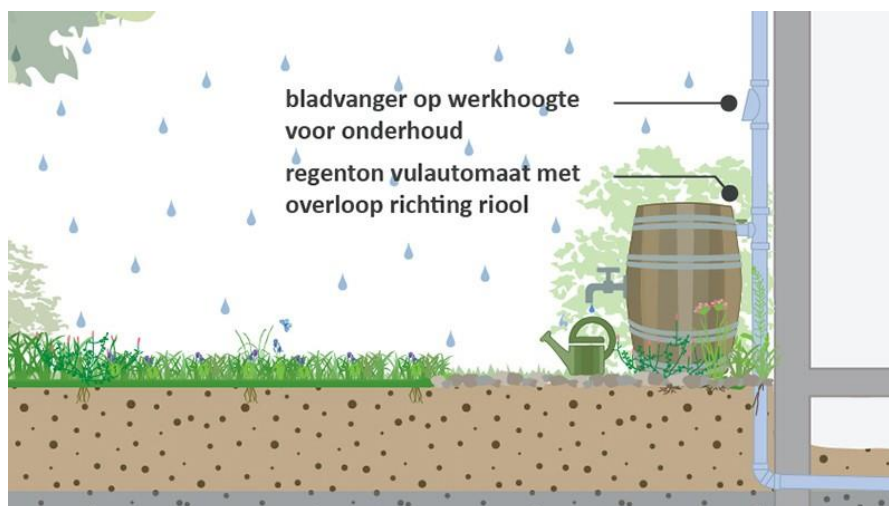 bladvanger op werkhoogte
voor onderhoud
regenton vulautomaat met
overloop richting riool